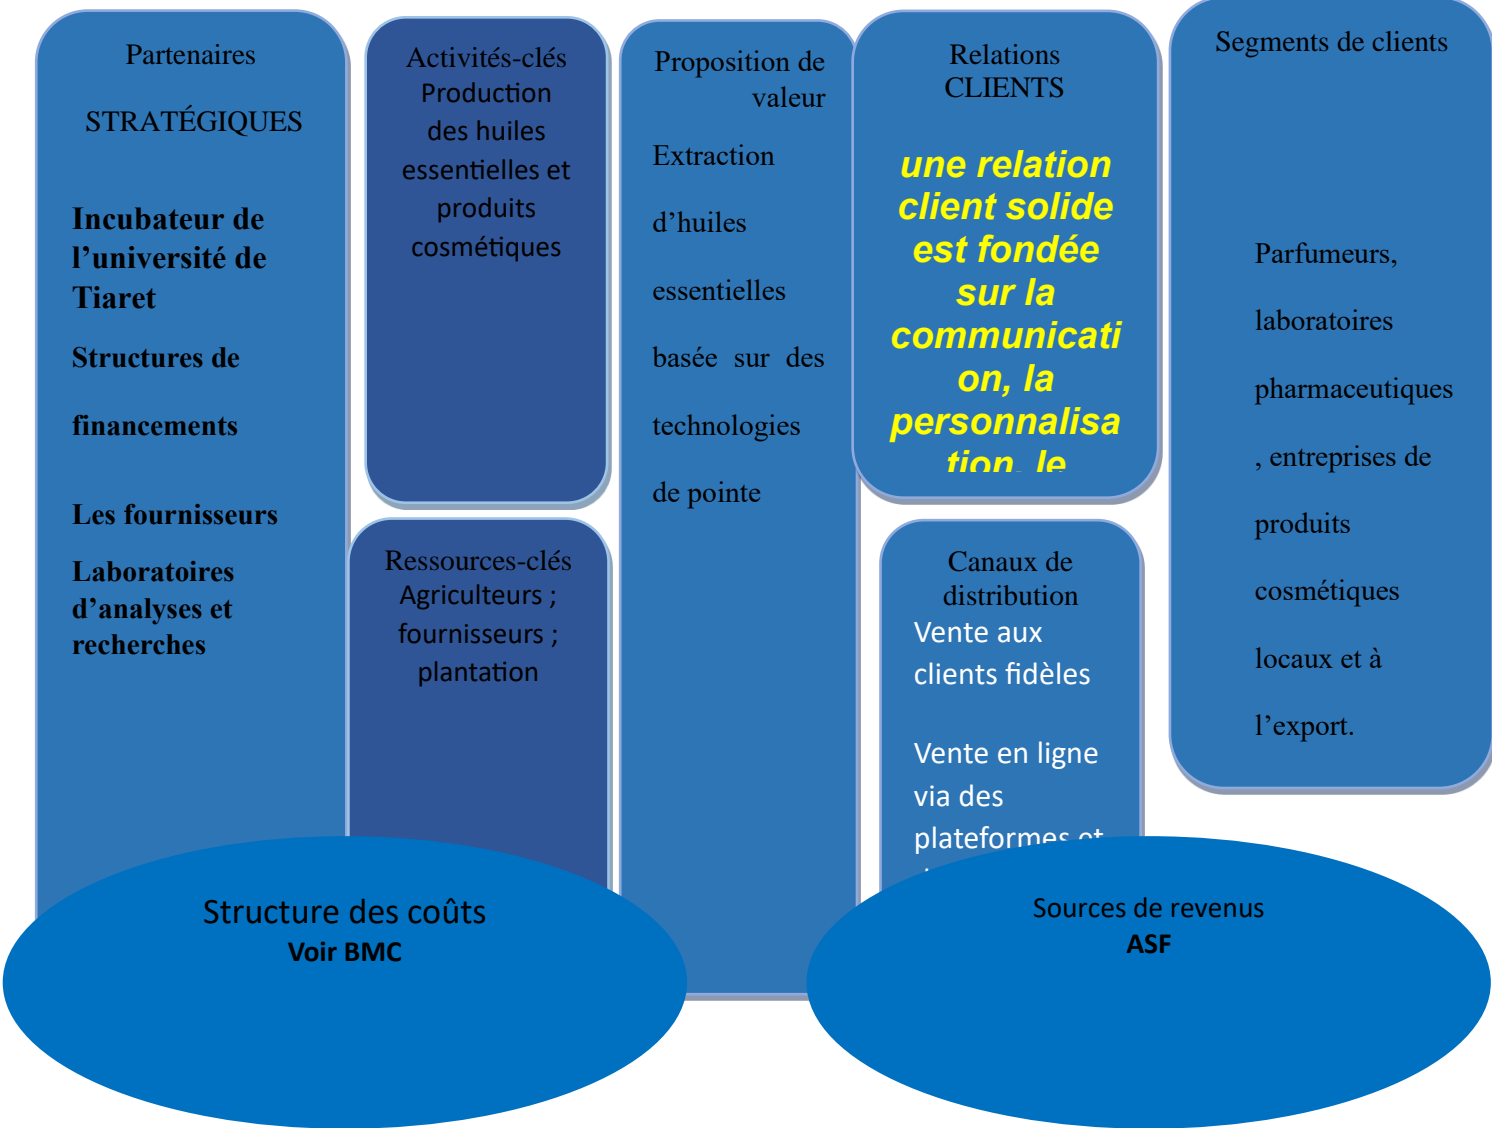 Partenaires
STRATÉGIQUES
Incubateur de
l’université de
Tiaret
Structures de
financements
Les fournisseurs
Laboratoires
d’analyses et
recherches
Activités-clés
Production
des huiles
essentielles et
produits
cosmétiques
Ressources-clés
Agriculteurs ;
fournisseurs ;
plantation
Proposition de
valeur
Extraction
d’huiles
essentielles
basée sur des
technologies
de pointe
Relations
CLIENTS
une relation
client solide
est fondée
sur la
communicati
on, la
personnalisa
tion, le
Canaux de
distribution
Vente aux
clients fidèles
Vente en ligne
via des
plateformes et
Segments de clients
Parfumeurs,
laboratoires
pharmaceutiques
, entreprises de
produits
cosmétiques
locaux et à
l’export.
Structure des coûts
Voir BMC
Sources de revenus
ASF